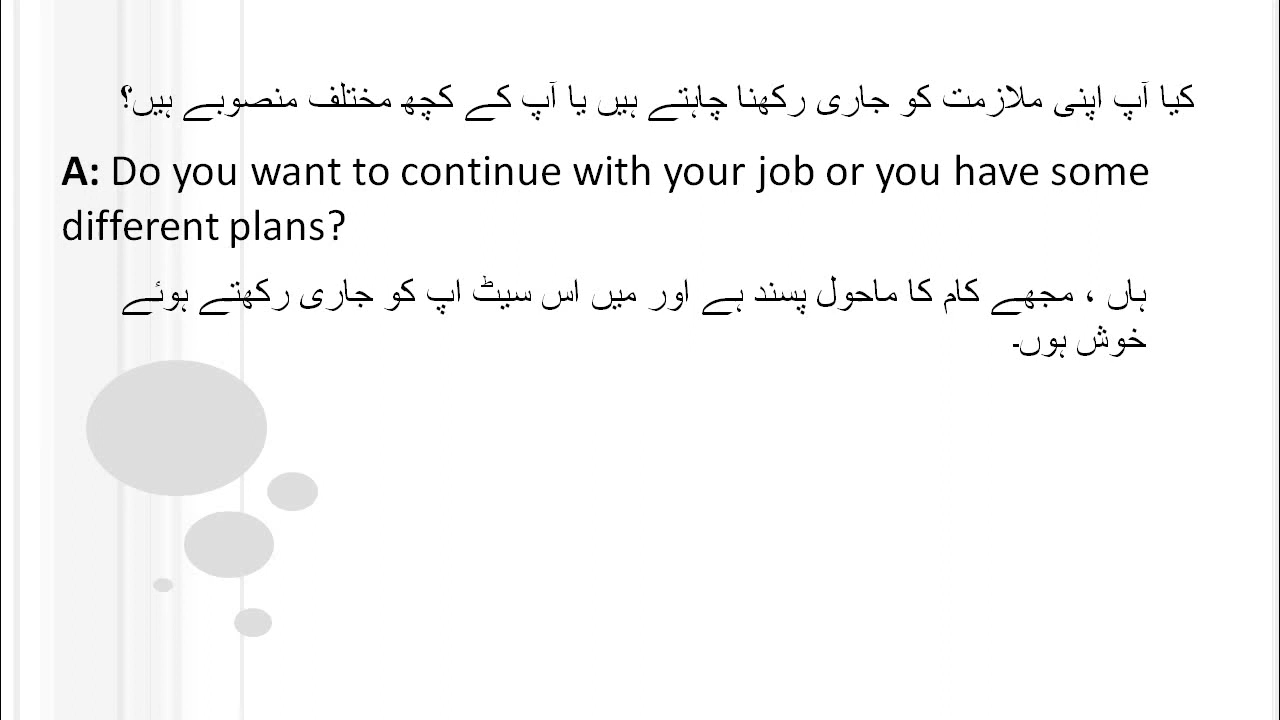 کیا آپ اپنی ملازمت کو جاری رکھنا چاہتے ہیں یا آپ کے کچھ مختلف منصوبے ہیں؟
A: Do you want to continue with your job or you have some
different plans?
ہاں ، مجھے کام کا ماحول پسند ہے اور میں اس سیٹ اپ کو جاری رکھتے ہوئے
خوش ہوں۔